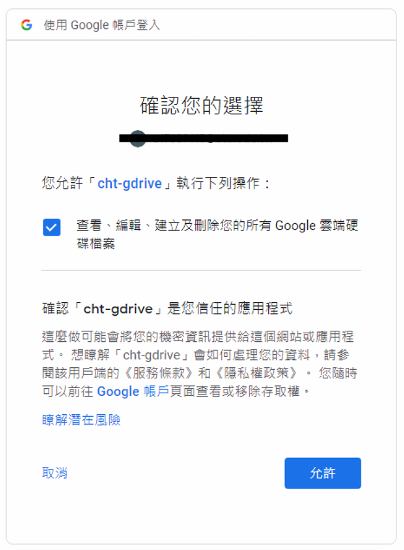 使用 Google 帳戶登入
確認您的選擇
您允許「cht-gdrive」執行下列操作：
查看、編輯、建立及刪除您的所有 Google 雲端硬
碟檔案
確認「cht-gdrive」是您信任的應用程式
這麼做可能會將您的機密資訊提供給這個網站或應用程
式。 想瞭解「cht-gdrive」會如何處理您的資料，請參
閱該用戶端的《服務條款》和《隱私權政策》。 您隨時
可以前往 Google 帳戶頁面查看或移除存取權。
瞭解潛在風險
取消
允許